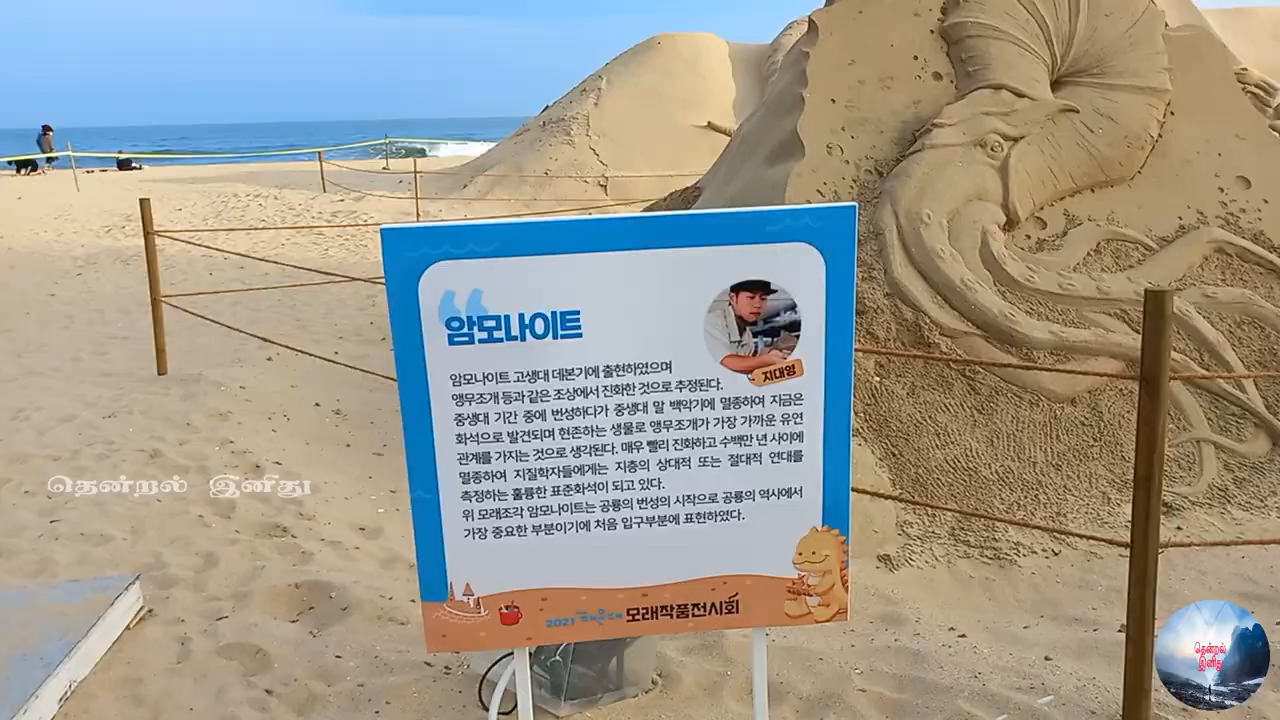 암모나이트
지대영
암모나이트 고생대 데본기에 출현하였으며
앵무조개 등과 같은 조상에서 진화한 것으로 추정된다.
중생대 기간 중에 번성하다가 중생대 말 백악기에 멸종하여 지금은
화석으로 발견되며 현존하는 생물로 앵무조개가 가장 가까운 유연
관계를 가지는 것으로 생각된다. 매우 빨리 진화하고 수백만 년 사이에
멸종하여 지질학자들에게는 지층의 상대적 또는 절대적 연대를
측정하는 훌륭한 표준화석이 되고 있다.
위 모래조각 암모나이트는 공룡의 번성의 시작으로 공룡의 역사에서
가장 중요한 부분이기에 처음 입구부분에 표현하였다.
2021 해운대 모래작품전시회
தென்றல் இனிது
தென்றல்
இனிது